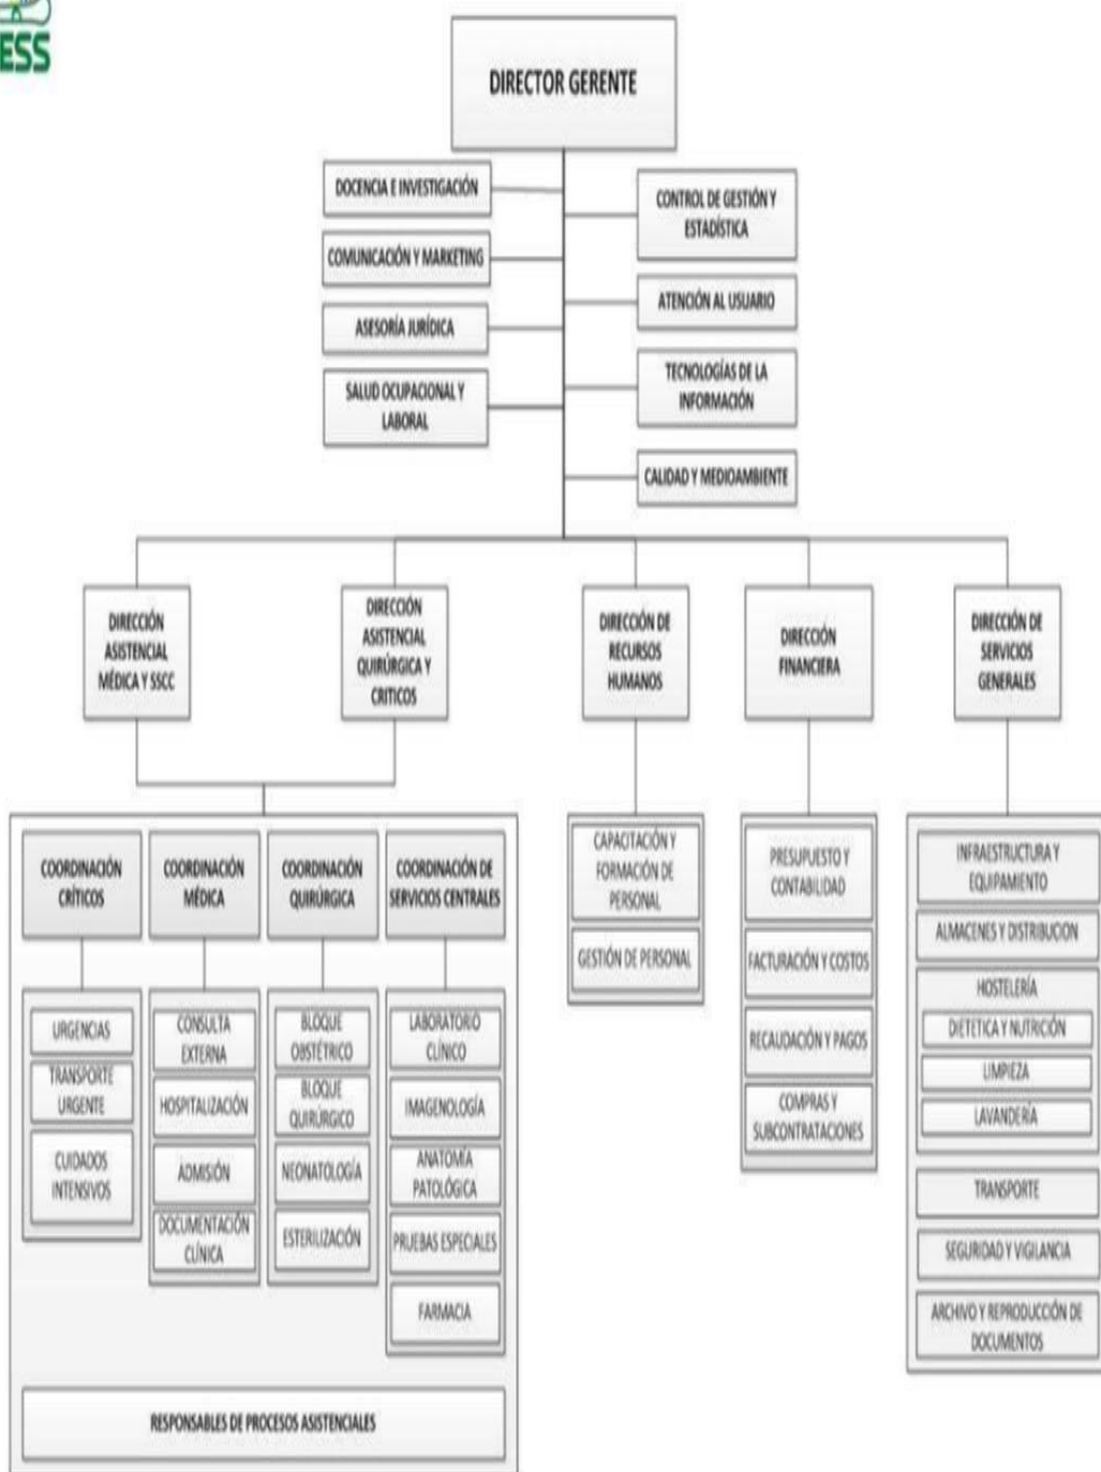 ESS
DIRECTOR GERENTE
DOCENCIA E INVESTIGACIÓN
COMUNICACIÓN Y MARKETING
ASESORÍA JURÍDICA
SALUD OCUPACIONAL Y
LABORAL
CONTROL DE GESTIÓN Y
ESTADÍSTICA
ATENCIÓN AL USUARIO
TECNOLOGÍAS DE LA
INFORMACIÓN
CALIDAD Y MEDIOAMBIENTE
DIRECCIÓN
ASISTENCIAL
MÉDICA Y SSCC
DIRECCIÓN
ASISTENCIAL
QUIRÚRGICA Y
CRITICOS
DIRECCIÓN DE
RECURSOS
HUMANOS
DIRECCIÓN
FINANCIERA
DIRECCIÓN DE
SERVICIOS
GENERALES
COORDINACIÓN
CRÍTICOS
URGENCIAS
TRANSPORTE
URGENTE
CUIDADOS
INTENSIVOS
COORDINACIÓN
MÉDICA
CONSULTA
EXTERNA
HOSPITALIZACIÓN
ADMISIÓN
DOCUMENTACIÓN
CLÍNICA
COORDINACIÓN
QUIRÚRGICA
BLOQUE
OBSTÉTRICO
BLOQUE
QUIRÚRGICO
NEONATOLOGÍA
ESTERILIZACIÓN
COORDINACIÓN DE
SERVICIOS CENTRALES
LABORATORIO
CLÍNICO
IMAGENOLOGÍA
ANATOMÍA
PATOLÓGICA
PRUEBAS ESPECIALES
FARMACIA
RESPONSABLES DE PROCESOS ASISTENCIALES
CAPACITACIÓN Y
FORMACIÓN DE
PERSONAL
GESTIÓN DE PERSONAL
PRESUPUESTO Y
CONTABILIDAD
FACTURACIÓN Y COSTOS
RECAUDACIÓN Y PAGOS
COMPRAS Y
SUBCONTRATACIONES
INFRAESTRUCTURA Y
EQUIPAMIENTO
ALMACENES Y DISTRIBUCION
HOSTELERÍA
DIETETICA Y NUTRICIÓN
LIMPIEZA
LAVANDERÍA
TRANSPORTE
SEGURIDAD Y VIGILANCIA
ARCHIVO Y REPRODUCCIÓN DE
DOCUMENTOS